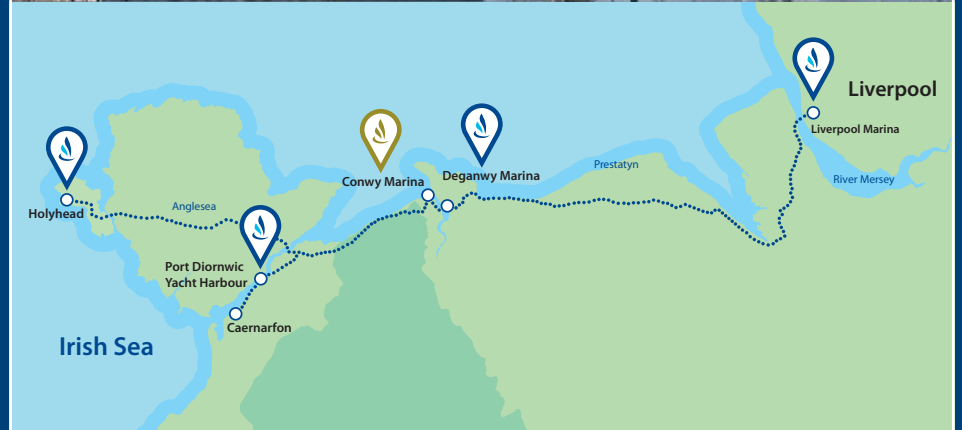 Liverpool
Liverpool Marina
Prestatyn
River Mersey
Conwy Marina
Deganwy Marina
Anglesea
Holyhead
Port Diornwic
Yacht Harbour
Caernarfon
Irish Sea